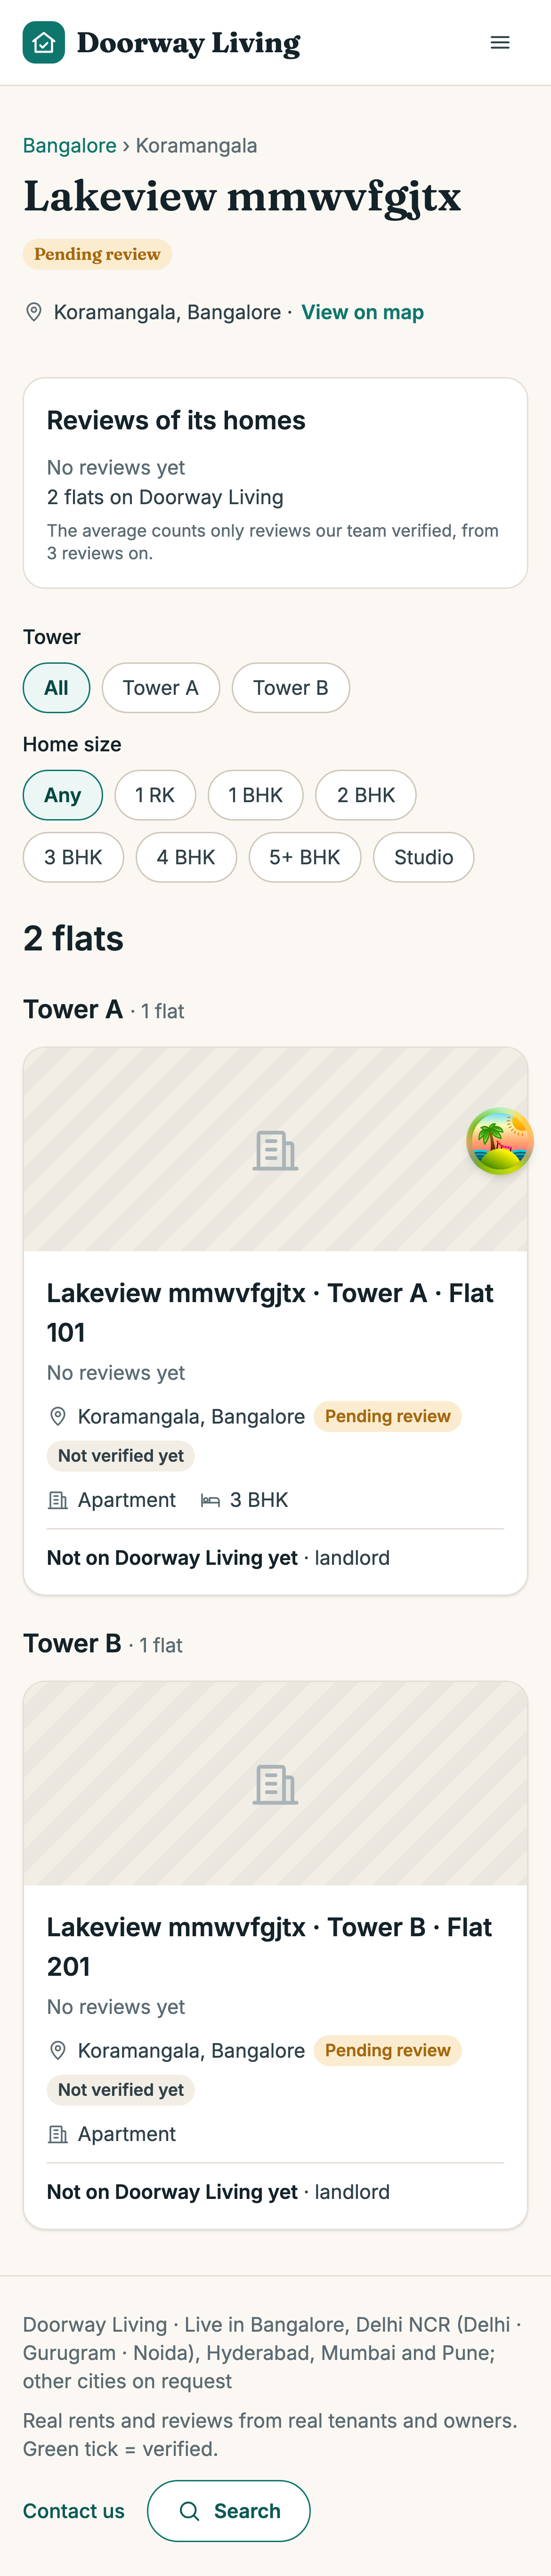 Doorway Living
Bangalore › Koramangala
Lakeview mmwvfgjtx
Pending review
Koramangala, Bangalore · View on map
Reviews of its homes
No reviews yet
2 flats on Doorway Living
The average counts only reviews our team verified, from
3 reviews on.
Tower
All Tower A Tower B
Home size
Any 1 RK 1 BHK 2 BHK
3 BHK 4 BHK 5+ BHK Studio
2 flats
Tower A · 1 flat
Lakeview mmwvfgjtx · Tower A · Flat
101
No reviews yet
Koramangala, Bangalore Pending review
Not verified yet
Apartment 3 BHK
Not on Doorway Living yet · landlord
Tower B · 1 flat
Lakeview mmwvfgjtx · Tower B · Flat
201
No reviews yet
Koramangala, Bangalore Pending review
Not verified yet
Apartment
Not on Doorway Living yet · landlord
Doorway Living · Live in Bangalore, Delhi NCR (Delhi ·
Gurugram · Noida), Hyderabad, Mumbai and Pune;
other cities on request
Real rents and reviews from real tenants and owners.
Green tick = verified.
Contact us Search